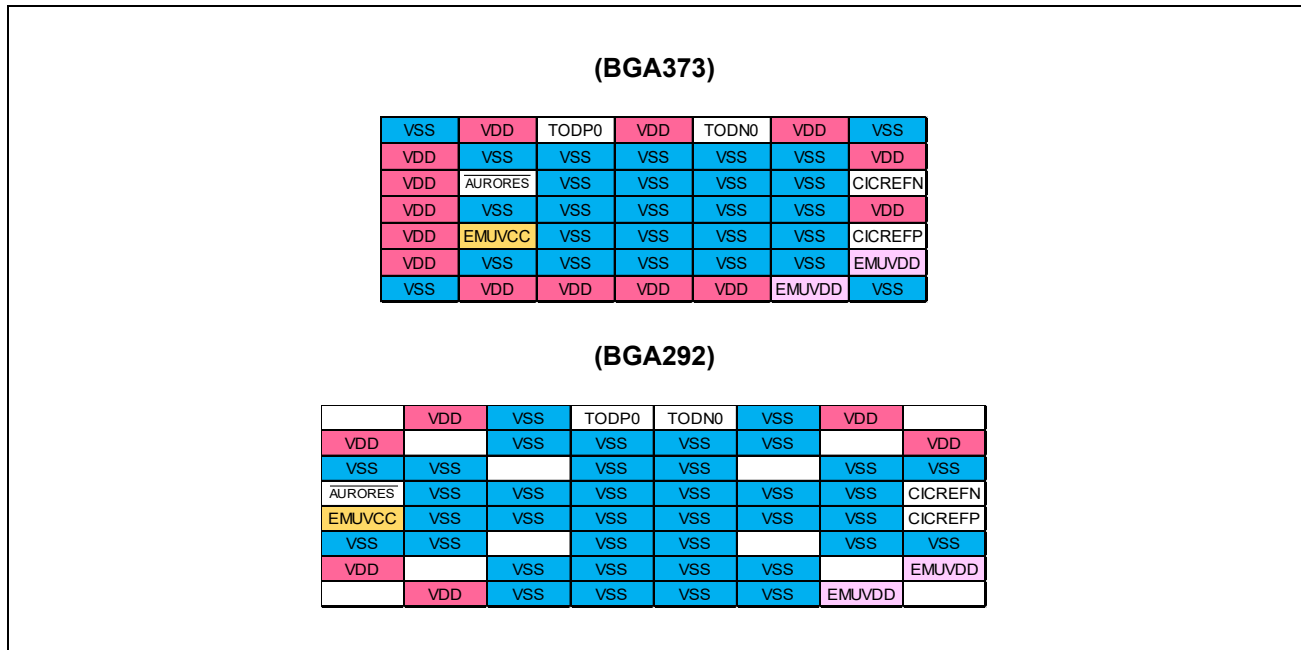 (BGA373)
VSS VDD TODP0 VDD TODN0 VDD VSS
VDD VSS VSS VSS VSS VSS VDD
VDD AURORES VSS VSS VSS VSS CICREFN
VDD VSS VSS VSS VSS VSS VDD
VDD EMUVCC VSS VSS VSS VSS CICREFP
VDD VSS VSS VSS VSS VSS EMUVDD
VSS VDD VDD VDD VDD EMUVDD VSS
(BGA292)
VDD VSS TODP0 TODN0 VSS VDD
VDD VSS VSS VSS VSS VDD
VSS VSS VSS VSS VSS VSS
AURORES VSS VSS VSS VSS VSS VSS CICREFN
EMUVCC VSS VSS VSS VSS VSS VSS CICREFP
VSS VSS VSS VSS VSS VSS
VDD VSS VSS VSS VSS EMUVDD
VDD VSS VSS VSS VSS EMUVDD